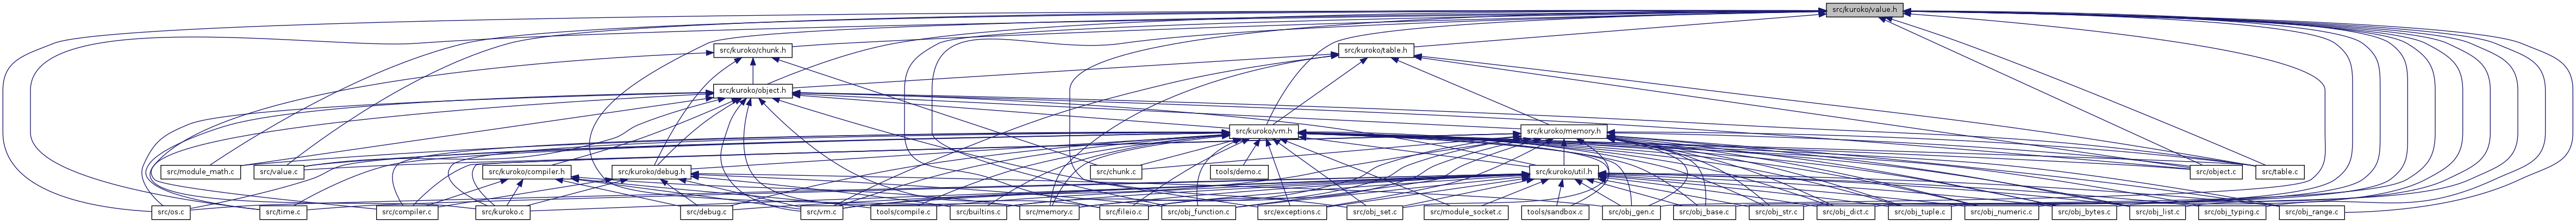 src/kuroko/value.h
src/kuroko/chunk.h
src/kuroko/table.h
src/kuroko/object.h
src/kuroko/vm.h
src/kuroko/memory.h
src/module_math.c
src/value.c
src/kuroko/compiler.h
src/kuroko/debug.h
src/chunk.c
tools/demo.c
src/kuroko/util.h
src/object.c
src/table.c
src/os.c
src/time.c
src/compiler.c
src/kuroko.c
src/debug.c
src/vm.c
tools/compile.c
src/builtins.c
src/memory.c
src/fileio.c
src/obj_function.c
src/exceptions.c
src/obj_set.c
src/module_socket.c
tools/sandbox.c
src/obj_gen.c
src/obj_base.c
src/obj_str.c
src/obj_dict.c
src/obj_tuple.c
src/obj_numeric.c
src/obj_bytes.c
src/obj_list.c
src/obj_typing.c
src/obj_range.c